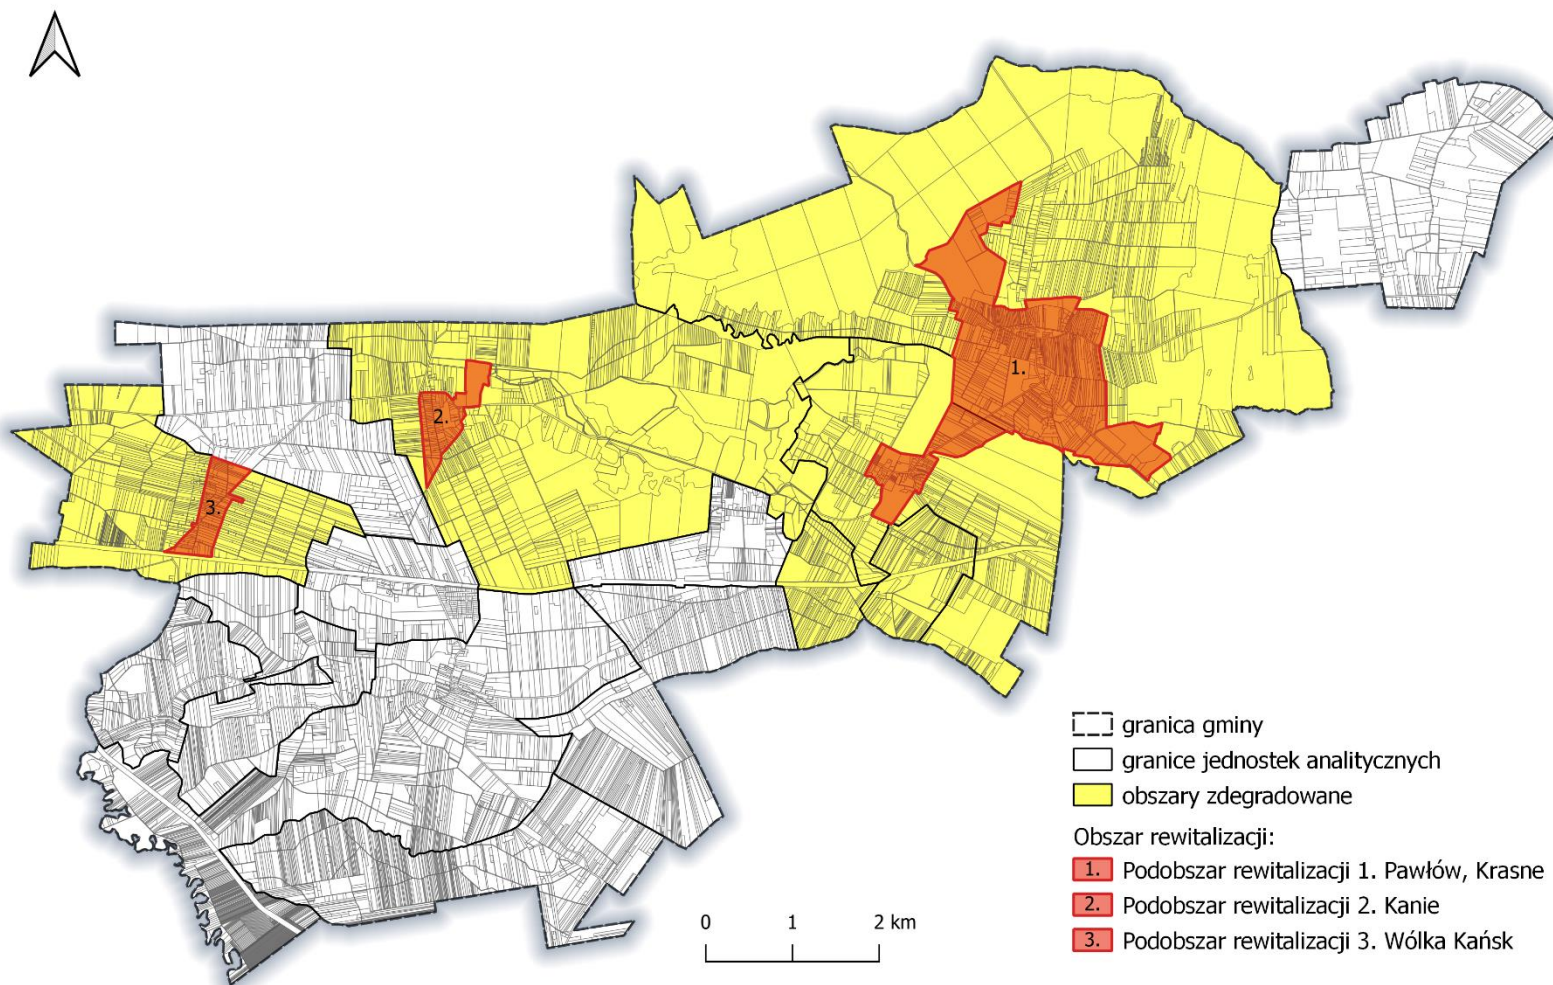 1.
2.
3.
granica gminy
granice jednostek analitycznych
obszary zdegradowane
Obszar rewitalizacji:
1. Podobszar rewitalizacji 1. Pawłów, Krasne
2. Podobszar rewitalizacji 2. Kanie
3. Podobszar rewitalizacji 3. Wólka Kańsk
0 1 2 km